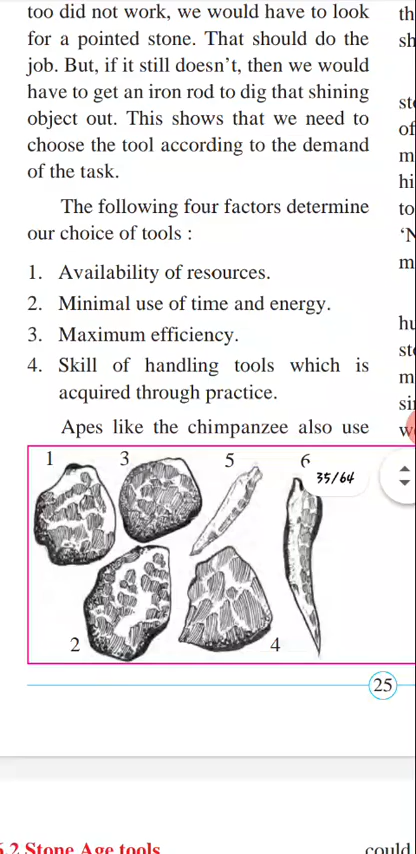 too did not work, we would have to look
for a pointed stone. That should do the
job. But, if it still doesn't, then we would
have to get an iron rod to dig that shining
object out. This shows that we need to
choose the tool according to the demand
of the task.
The following four factors determine
our choice of tools :
1. Availability of resources.
2. Minimal use of time and energy.
3. Maximum efficiency.
4. Skill of handling tools which is
acquired through practice.
Apes like the chimpanzee also use
1 3 5 6
35/64
2 4
25
.2 Stone Age tools
could